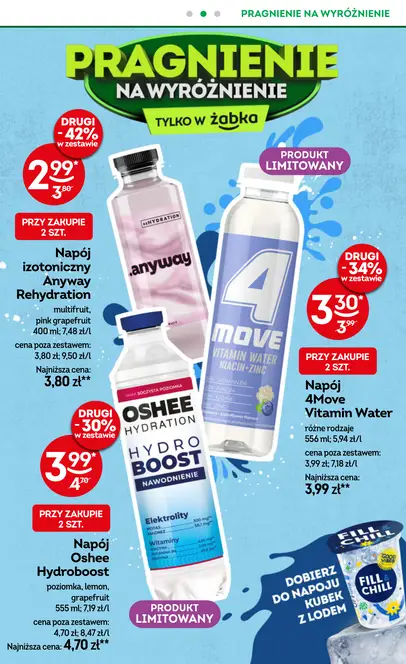 PRAGNIENIE NA WYRÓŻNIENIE
PRAGNIENIE
NA WYRÓŻNIENIE
TYLKO W żabka
DRUGI
- 42%
w zestawie
2.99*
3,80
PRZY ZAKUPIE
2 SZT.
Napój
izotoniczny
Anyway
Rehydration
multifruit,
pink grapefruit
400 ml; 7,48 zł/l
cena poza zestawem:
3,80 zł; 9,50 zł/l
Najniższa cena:
3,80 zł**
REHYDRATION
.anyway
PRODUKT
LIMITOWANY
4
MOVE
VITAMIN WATER
NIACIN+ZINC
DRUGI
- 34%
w zestawie
3.30*
3,99
PRZY ZAKUPIE
2 SZT.
Napój
4Move
Vitamin Water
różne rodzaje
556 ml; 5,94 zł/l
cena poza zestawem:
3,99 zł; 7,18 zł/l
Najniższa cena:
3,99 zł**
DRUGI
- 30%
w zestawie
3.99*
4,70
PRZY ZAKUPIE
2 SZT.
Napój
Oshee
Hydroboost
poziomka, lemon,
grapefruit
555 ml; 7,19 zł/l
cena poza zestawem:
4,70 zł; 8,47 zł/l
Najniższa cena: 4,70 zł**
OSHEE
HYDRATION
HYDRO
BOOST
NAWODNIENIE
Elektrolity
Witaminy
PRODUKT
LIMITOWANY
DOBIERZ
DO NAPOJU
KUBEK
Z LODEM
FILL &
CHILL
FILL
& CHILL